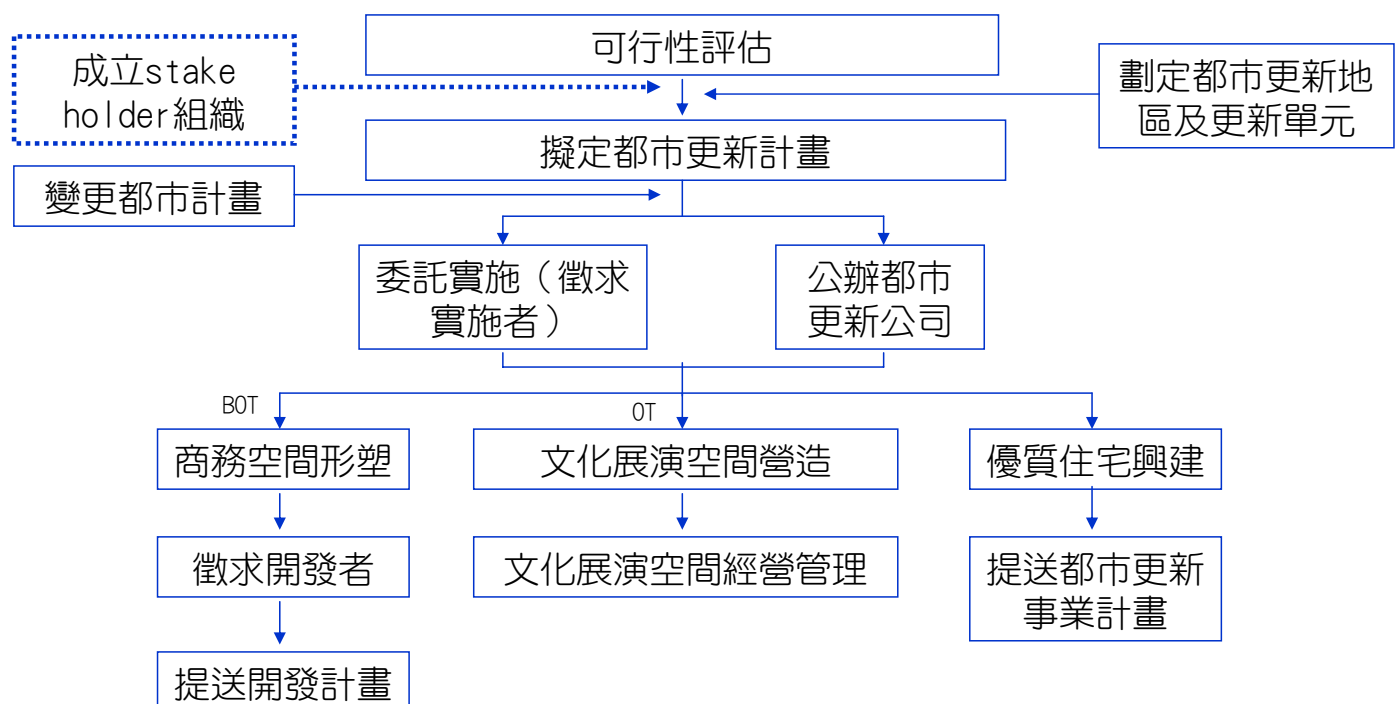 可行性評估
成立stake
holder組織
劃定都市更新地
區及更新單元
擬定都市更新計畫
變更都市計畫
委託實施（徵求
實施者）
公辦都市
更新公司
BOT
OT
商務空間形塑
文化展演空間營造
優質住宅興建
徵求開發者
文化展演空間經營管理
提送都市更新
事業計畫
提送開發計畫